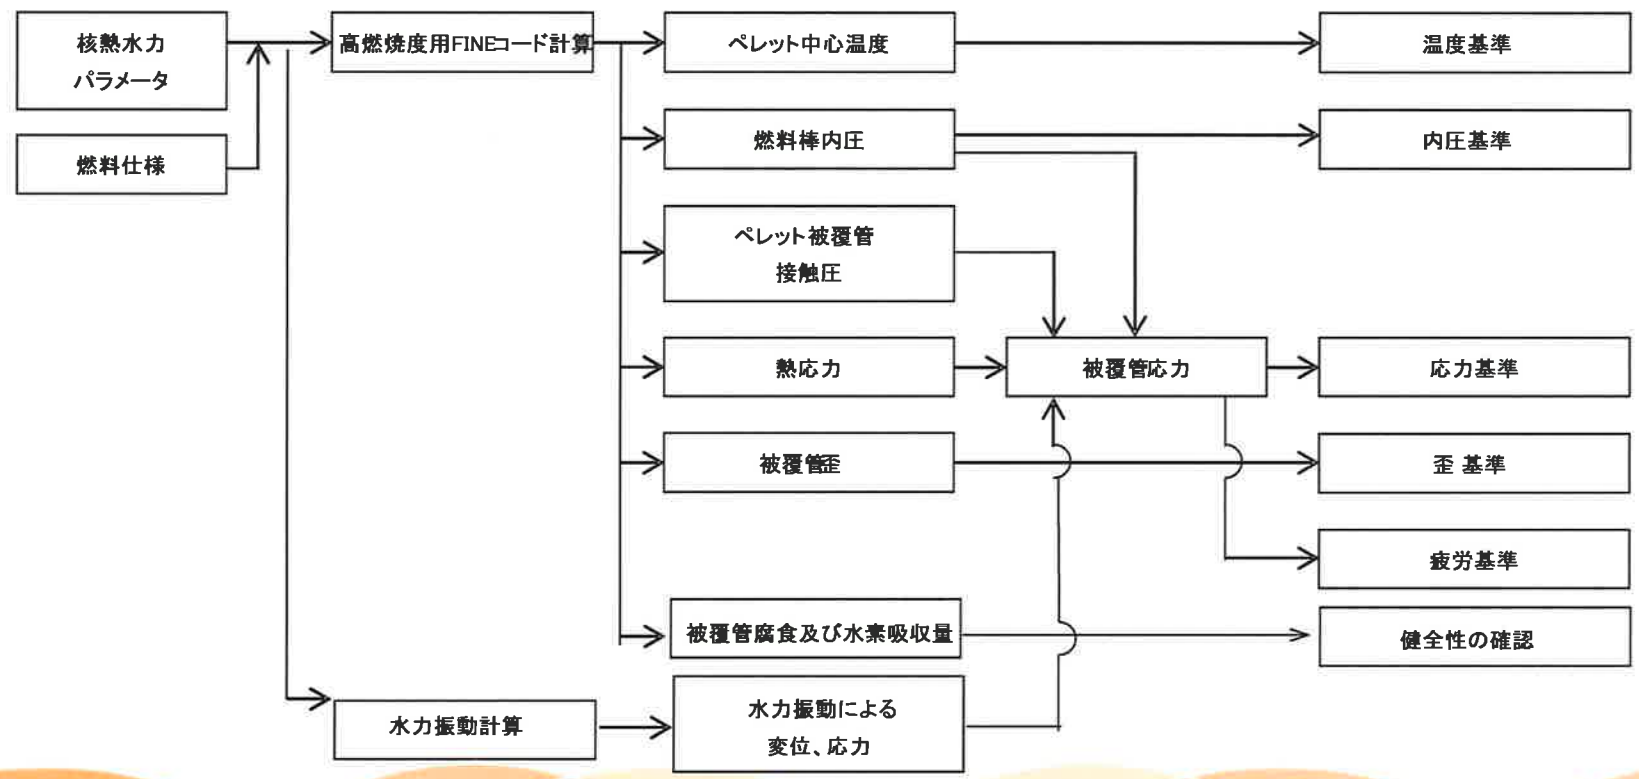 核熱水力
パラメータ
燃料仕様
高燃焼度用FINEコード計算
水力振動計算
ペレット中心温度
燃料棒内圧
ペレット被覆管
接触圧
熱応力
被覆管歪
被覆管腐食及び水素吸収量
水力振動による
変位、応力
被覆管応力
温度基準
内圧基準
応力基準
歪 基準
疲労基準
健全性の確認